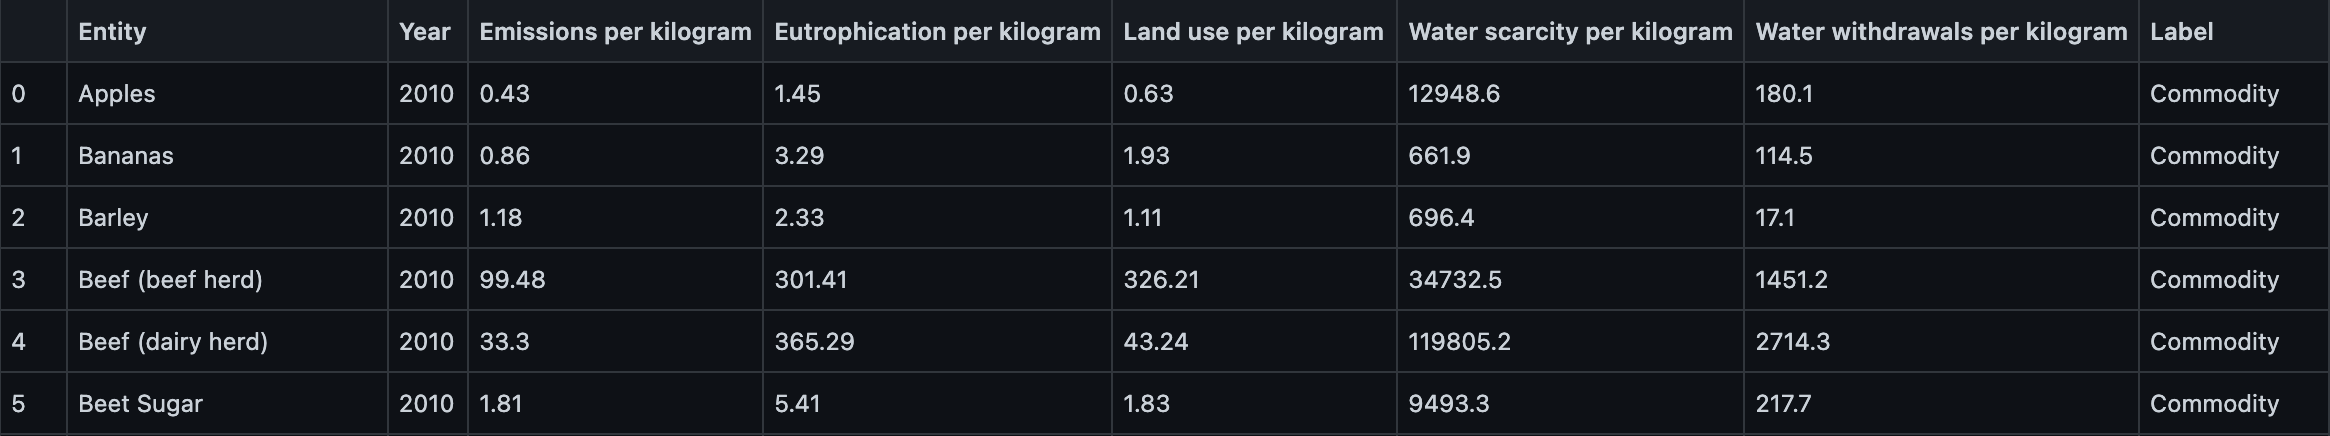 Entity Year Emissions per kilogram Eutrophication per kilogram Land use per kilogram Water scarcity per kilogram Water withdrawals per kilogram Label
0 Apples 2010 0.43 1.45 0.63 12948.6 180.1 Commodity
1 Bananas 2010 0.86 3.29 1.93 661.9 114.5 Commodity
2 Barley 2010 1.18 2.33 1.11 696.4 17.1 Commodity
3 Beef (beef herd) 2010 99.48 301.41 326.21 34732.5 1451.2 Commodity
4 Beef (dairy herd) 2010 33.3 365.29 43.24 119805.2 2714.3 Commodity
5 Beet Sugar 2010 1.81 5.41 1.83 9493.3 217.7 Commodity